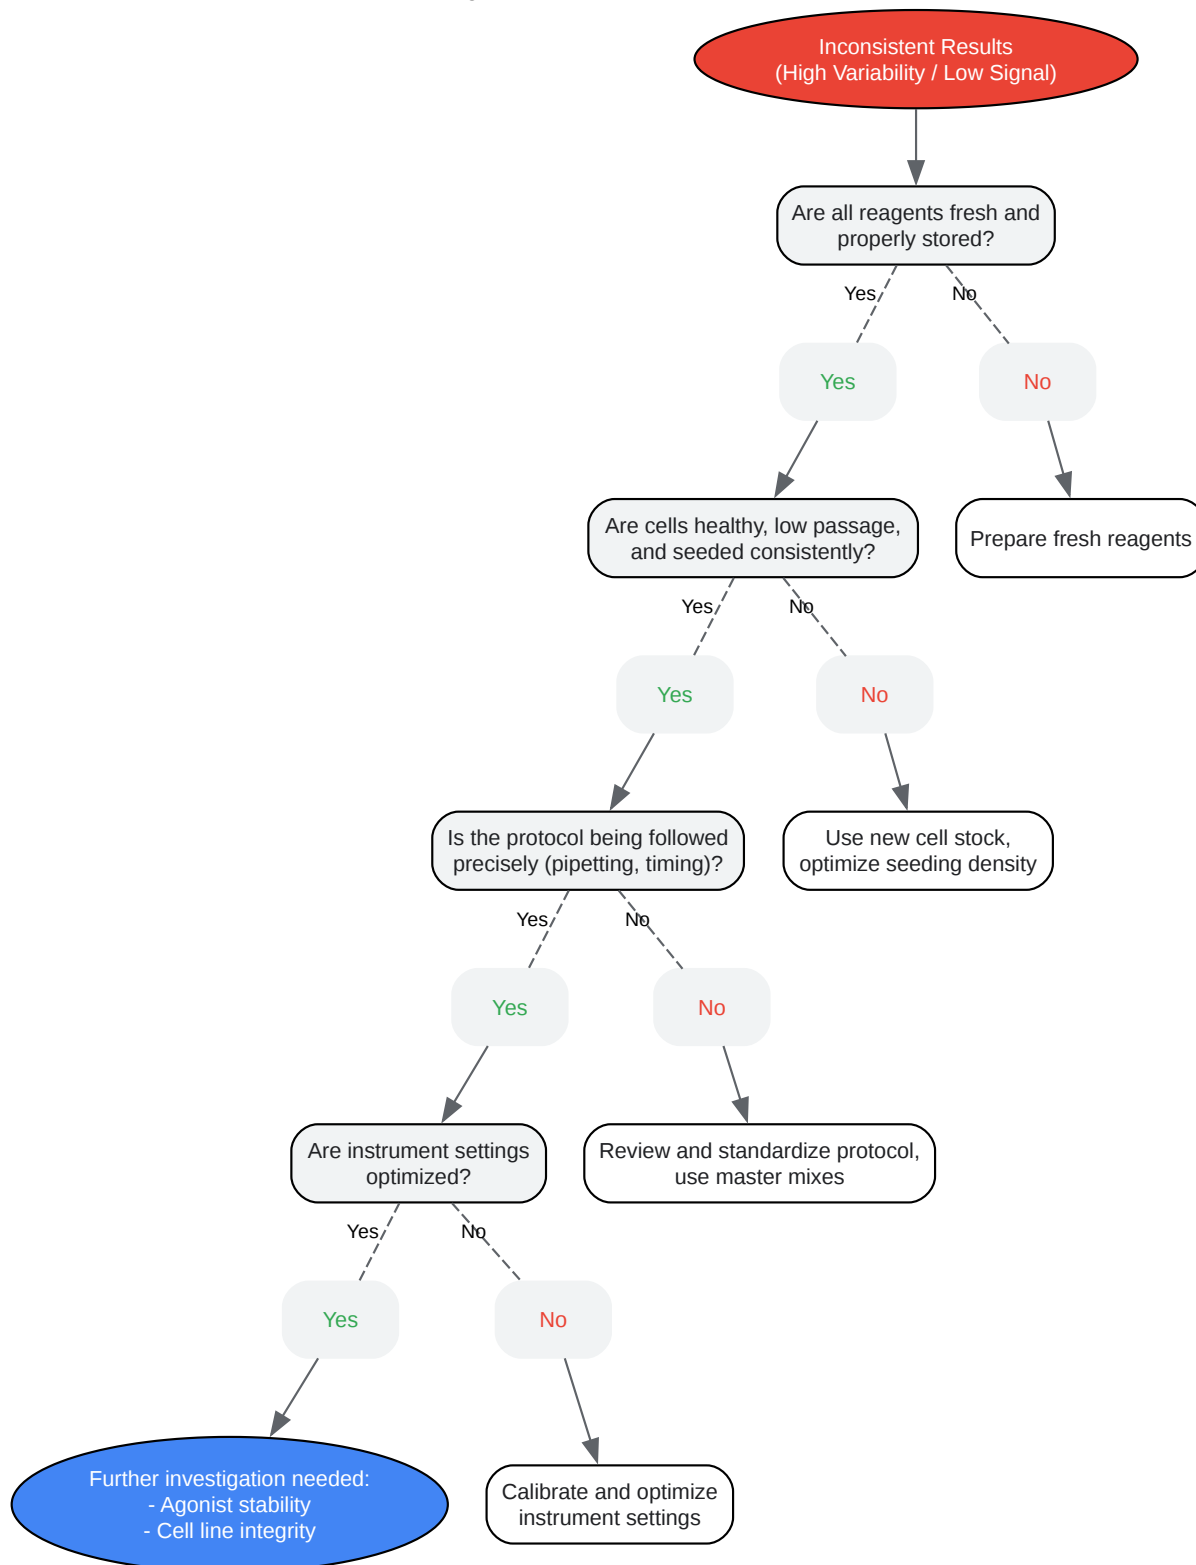 Inconsistent Results
(High Variability / Low Signal)
Are all reagents fresh and
properly stored?
Yes
No
Yes
No
Are cells healthy, low passage,
and seeded consistently?
Prepare fresh reagents
Yes
No
Yes
No
Is the protocol being followed
precisely (pipetting, timing)?
Use new cell stock,
optimize seeding density
Yes
No
Yes
No
Are instrument settings
optimized?
Review and standardize protocol,
use master mixes
Yes
No
Yes
No
Further investigation needed:
- Agonist stability
- Cell line integrity
Calibrate and optimize
instrument settings